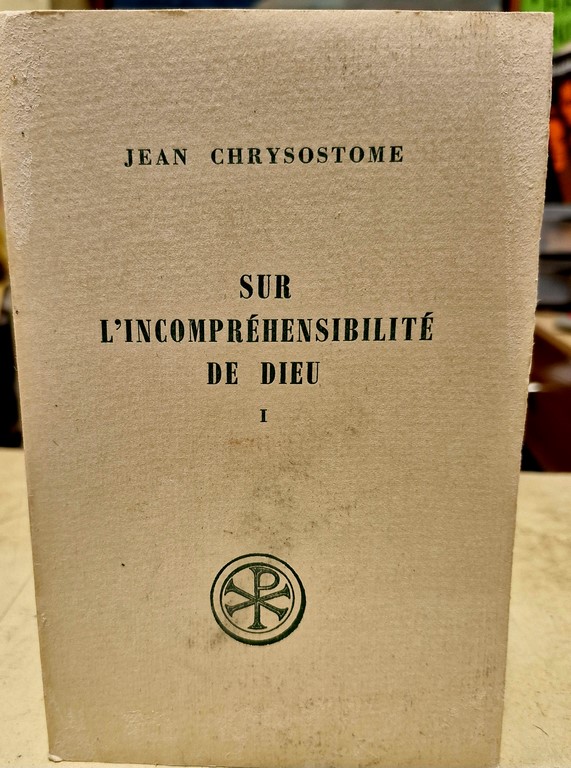 JEAN CHRYSOSTOME
SUR
L'INCOMPRÉHENSIBILITÉ
DE DIEU
I